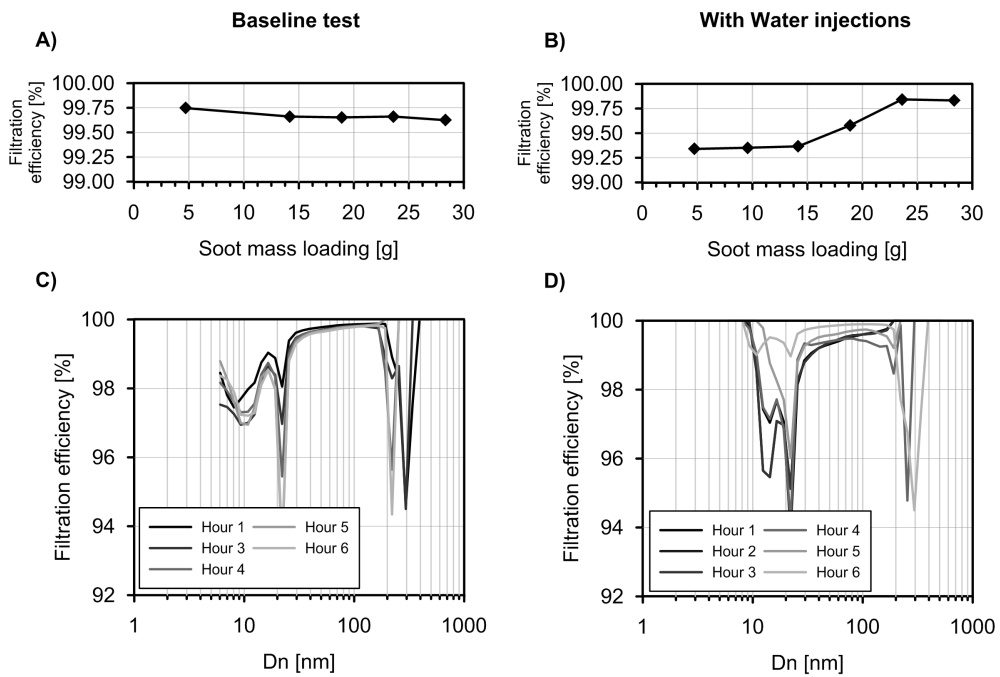 Baseline test
With Water injections
A)
B)
Filtration
efficiency [%]
100.00
99.75
99.50
99.25
99.00
0 5 10 15 20 25 30
Soot mass loading [g]
Filtration
efficiency [%]
100.00
99.75
99.50
99.25
99.00
0 5 10 15 20 25 30
Soot mass loading [g]
C)
D)
Filtration efficiency [%]
100
98
96
94
92
Hour 1 Hour 5
Hour 3 Hour 6
Hour 4
1 10 100 1000
Dn [nm]
Filtration efficiency [%]
100
98
96
94
92
Hour 1 Hour 4
Hour 2 Hour 5
Hour 3 Hour 6
1 10 100 1000
Dn [nm]